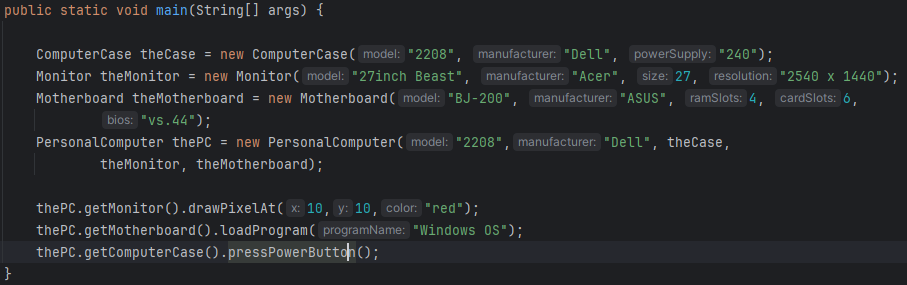 public static void main(String[] args) {
ComputerCase theCase = new ComputerCase( model: "2208", manufacturer: "Dell", powerSupply: "240");
Monitor theMonitor = new Monitor( model: "27inch Beast", manufacturer: "Acer", size: 27, resolution: "2540 x 1440");
Motherboard theMotherboard = new Motherboard( model: "BJ-200", manufacturer: "ASUS", ramSlots: 4, cardSlots: 6,
bios: "vs.44");
PersonalComputer thePC = new PersonalComputer( model: "2208", manufacturer: "Dell", theCase,
theMonitor, theMotherboard);
thePC.getMonitor().drawPixelAt( x: 10, y: 10, color: "red");
thePC.getMotherboard().loadProgram( programName: "Windows OS");
thePC.getComputerCase().pressPowerButton();
}